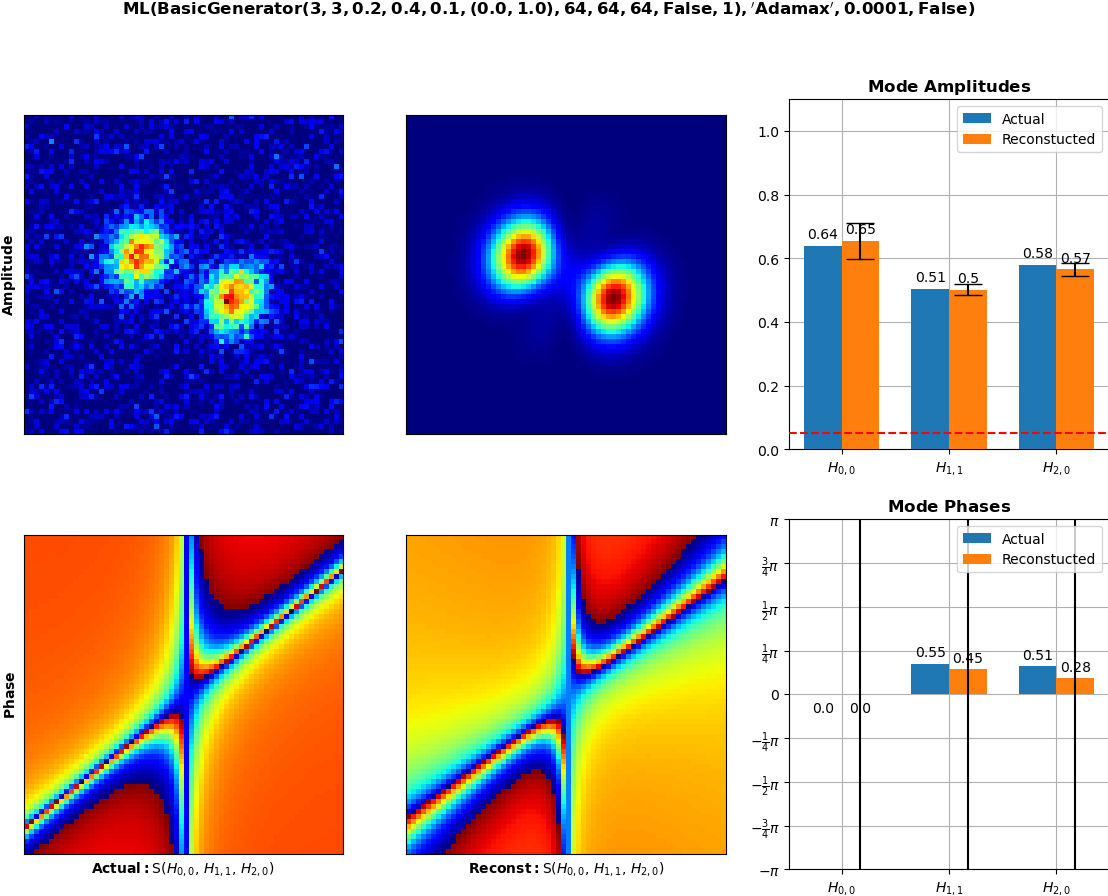 ML(BasicGenerator(3, 3, 0.2, 0.4, 0.1, (0.0, 1.0), 64, 64, 64, False, 1), ′Adamax′, 0.0001, False)
Amplitude
Mode Amplitudes
Actual
Reconstucted
1.0
0.8
0.6
0.4
0.2
0.0
0.64
0.65
0.51
0.5
0.58
0.57
H0,0
H1,1
H2,0
Phase
Actual: S(H0,0, H1,1, H2,0)
Reconst: S(H0,0, H1,1, H2,0)
Mode Phases
Actual
Reconstucted
π
3/4π
1/2π
1/4π
0
−1/4π
−1/2π
−3/4π
−π
0.0
0.0
0.55
0.45
0.51
0.28
H0,0
H1,1
H2,0